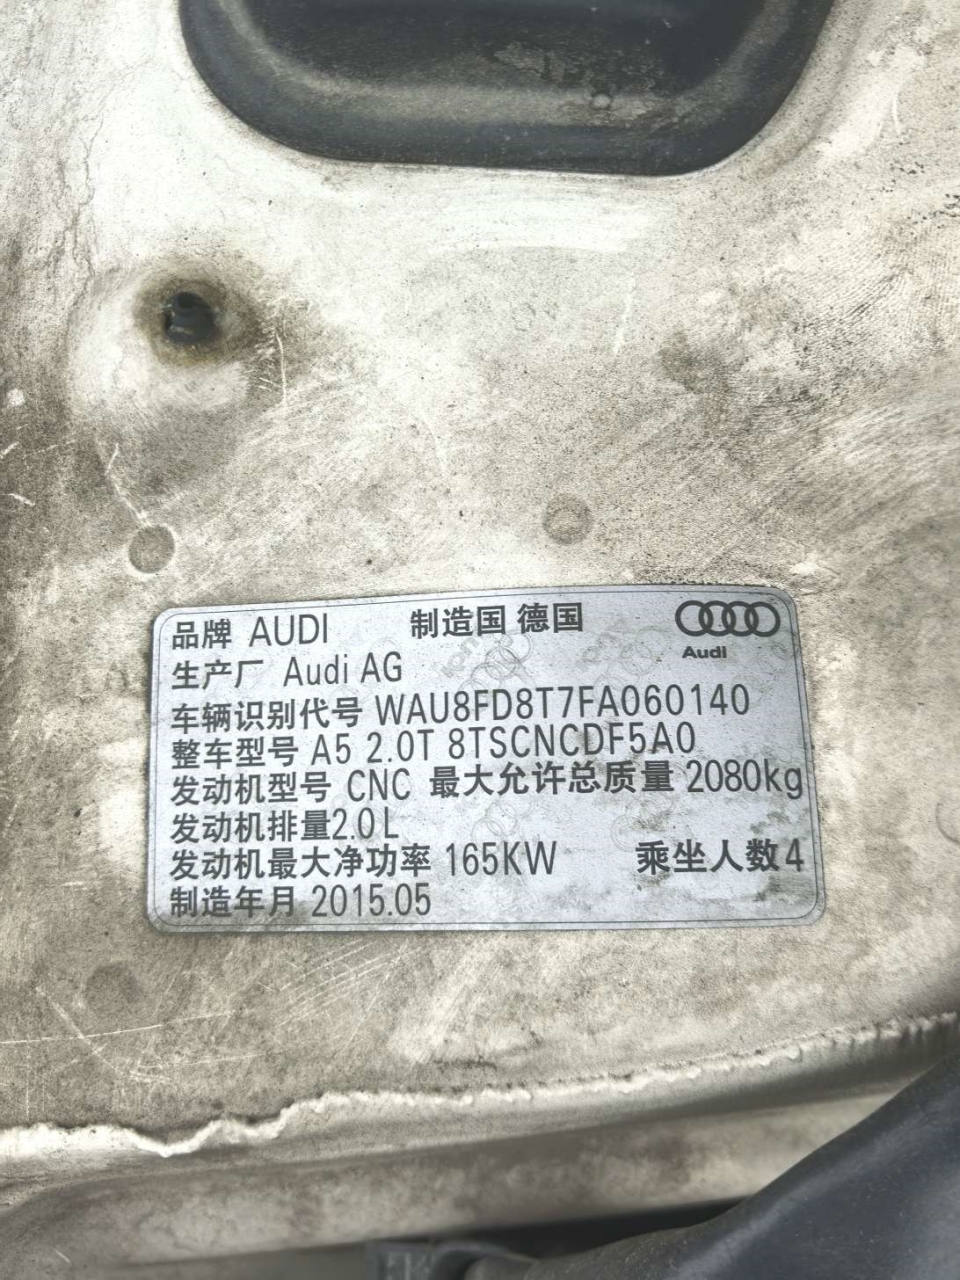 品牌 AUDI 制造国 德国
Audi
生产厂 Audi AG
车辆识别代号 WAU8FD8T7FA060140
整车型号 A5 2.0T 8TSCNCDF5A0
发动机型号 CNC 最大允许总质量 2080kg
发动机排量2.0L
发动机最大净功率 165KW 乘坐人数4
制造年月 2015.05